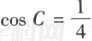 cos C = 1/4